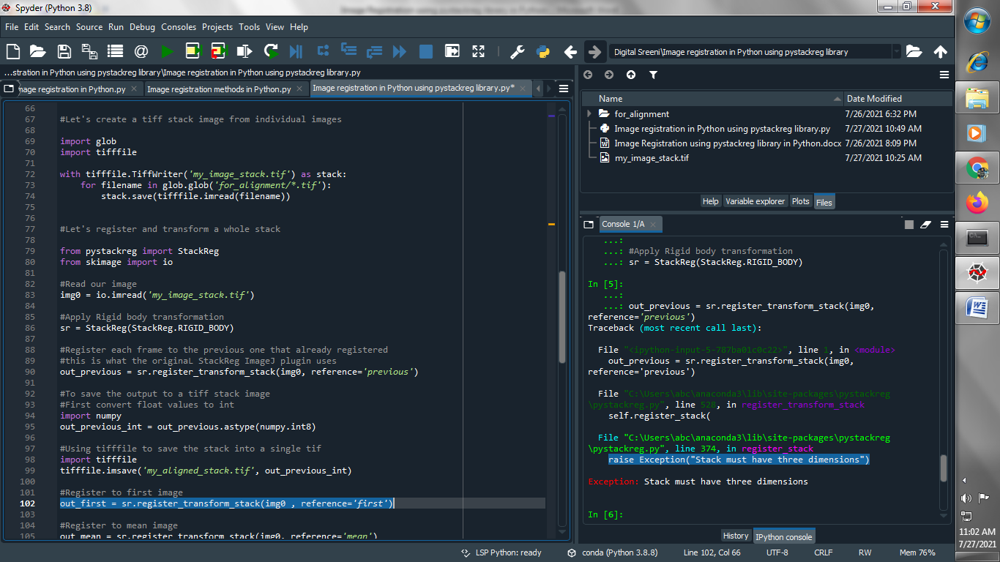 Spyder (Python 3.8)
File Edit Search Source Run Debug Consoles Projects Tools View Help
Digital Sreeni\Image registration in Python using pystackreg library
...stration in Python using pystackreg library\Image registration in Python using pystackreg library.py
mage registration in Python.py
Image registration methods in Python.py
Image registration in Python using pystackreg library.py*
66
67 #Let's create a tiff stack image from individual images
68
69 import glob
70 import tifffile
71
72 with tifffile.TiffWriter('my_image_stack.tif') as stack:
73 for filename in glob.glob('for_alignment/*.tif'):
74 stack.save(tifffile.imread(filename))
75
76
77 #Let's register and transform a whole stack
78
79 from pystackreg import StackReg
80 from skimage import io
81
82 #Read our image
83 img0 = io.imread('my_image_stack.tif')
84
85 #Apply Rigid body transformation
86 sr = StackReg(StackReg.RIGID_BODY)
87
88 #Register each frame to the previous one that already registered
89 #this is what the originaL StackReg ImageJ plugin uses
90 out_previous = sr.register_transform_stack(img0, reference='previous')
91
92 #To save the output to a tiff stack image
93 #First convert float values to int
94 import numpy
95 out_previous_int = out_previous.astype(numpy.int8)
96
97 #Using tifffile to save the stack into a single tif
98 import tifffile
99 tifffile.imsave('my_aligned_stack.tif', out_previous_int)
100
101 #Register to first image
102 out_first = sr.register_transform_stack(img0 , reference='first')
103
104 #Register to mean image
105 out_mean = sr.register_transform_stack(img0, reference='mean')
Name Date Modified
for_alignment 7/26/2021 6:32 PM
Image registration in Python using pystackreg library.py 7/27/2021 10:49 AM
Image Registration using pystackreg library in Python.docx 7/26/2021 8:09 PM
my_image_stack.tif 7/27/2021 10:25 AM
Help Variable explorer Plots Files
Console 1/A
...:
...: #Apply Rigid body transformation
...: sr = StackReg(StackReg.RIGID_BODY)
In [5]:
...:
...: out_previous = sr.register_transform_stack(img0,
reference='previous')
Traceback (most recent call last):
File "<ipython-input-5-787ba01c0c22>", line 1, in <module>
out_previous = sr.register_transform_stack(img0,
reference='previous')
File "C:\Users\abc\anaconda3\lib\site-packages\pystackreg
\pystackreg.py", line 528, in register_transform_stack
self.register_stack(
File "C:\Users\abc\anaconda3\lib\site-packages\pystackreg
\pystackreg.py", line 374, in register_stack
raise Exception("Stack must have three dimensions")
Exception: Stack must have three dimensions
In [6]:
History IPython console
LSP Python: ready conda (Python 3.8.8) Line 102, Col 66 UTF-8 CRLF RW Mem 76%
11:02 AM
7/27/2021